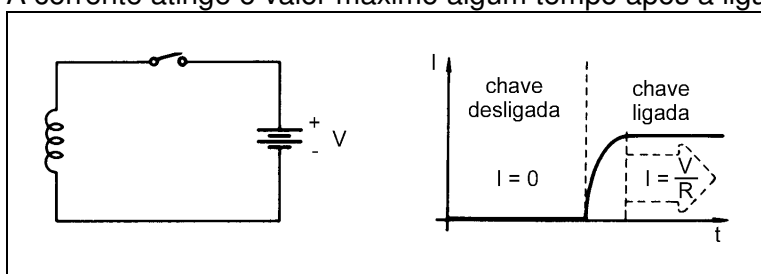 A corrente atinge o valor máximo algum tempo após a liga
+
V
-
I
chave
desligada
chave
ligada
I = 0
I = V/R
t